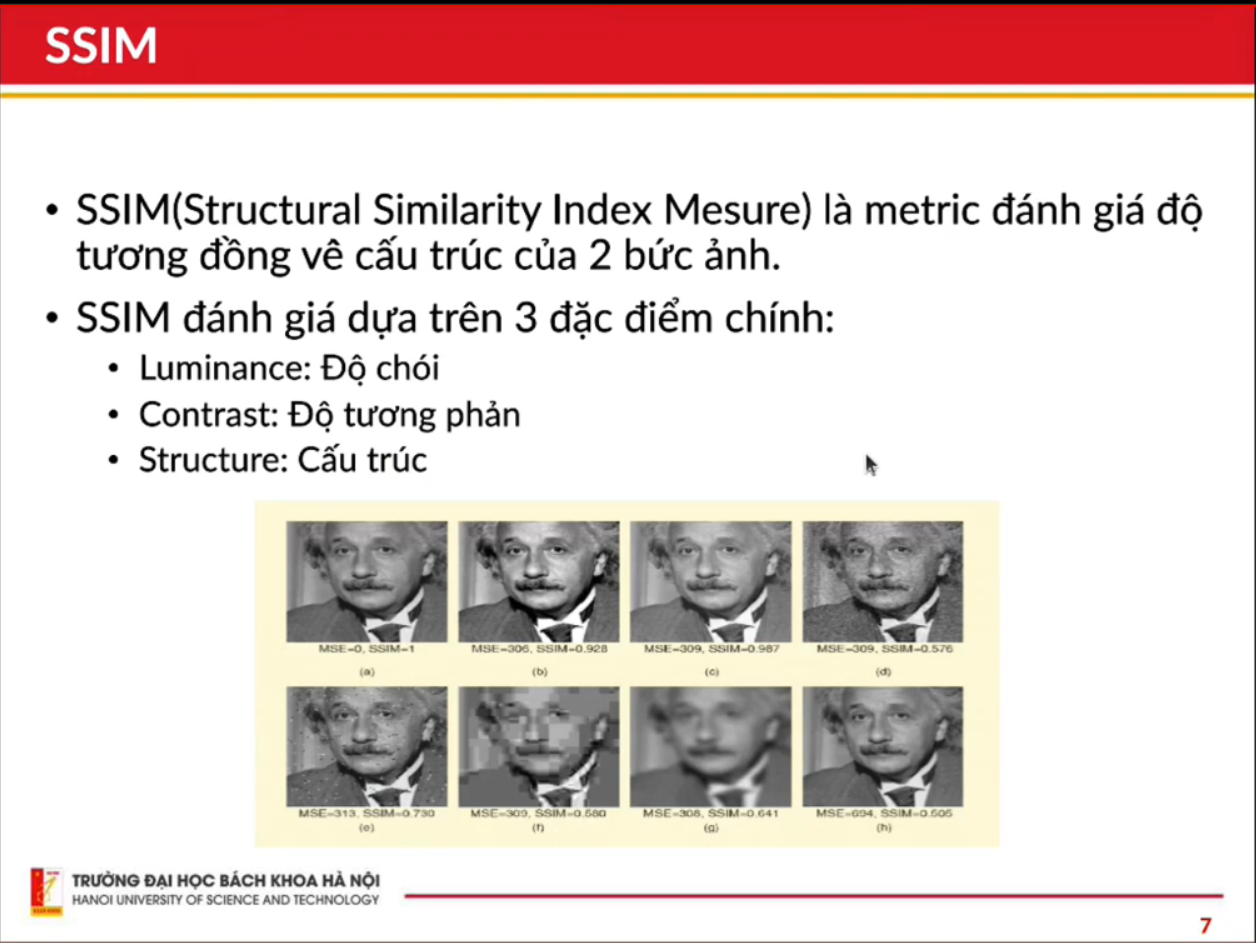 SSIM
• SSIM(Structural Similarity Index Mesure) là metric đánh giá độ
tương đồng vê cấu trúc của 2 bức ảnh.
• SSIM đánh giá dựa trên 3 đặc điểm chính:
• Luminance: Độ chói
• Contrast: Độ tương phản
• Structure: Cấu trúc
MSE=0, SSIM=1 MSE=306, SSIM=0.928 MSE=309, SSIM=0.987 MSE=309, SSIM=0.576
(a) (b) (c) (d)
MSE=313, SSIM=0.730 MSE=309, SSIM=0.580 MSE=308, SSIM=0.641 MSE=694, SSIM=0.505
(e) (f) (g) (h)
TRƯỜNG ĐẠI HỌC BÁCH KHOA HÀ NỘI
HANOI UNIVERSITY OF SCIENCE AND TECHNOLOGY
7